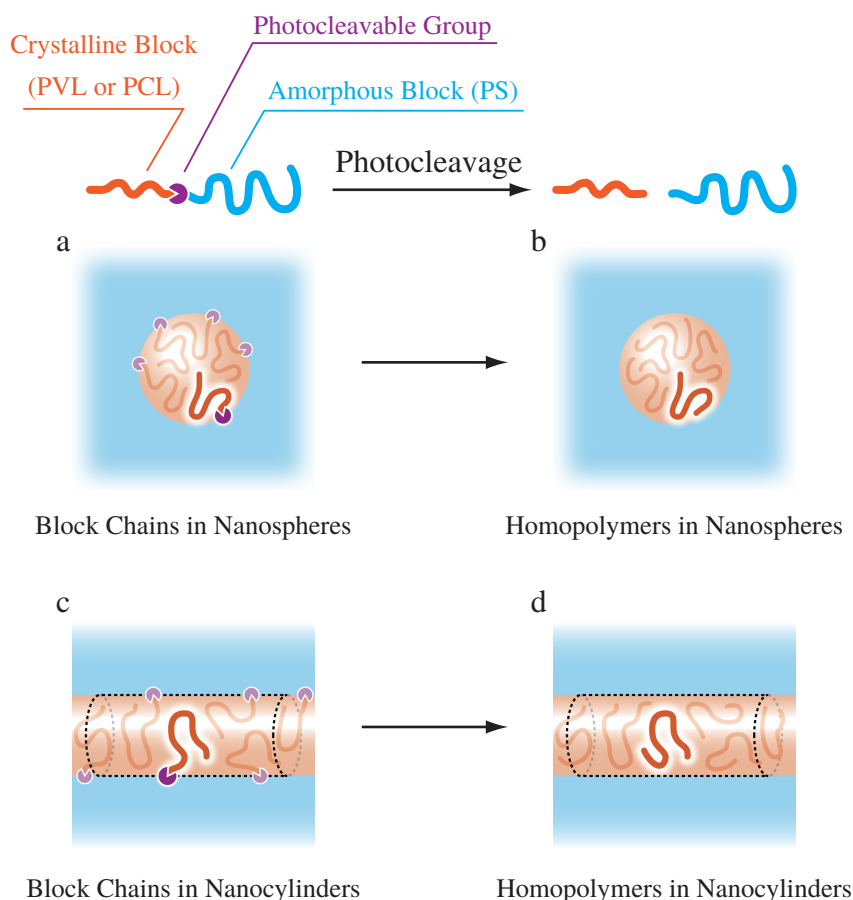 Photocleavable Group
Crystalline Block
(PVL or PCL)
Amorphous Block (PS)
Photocleavage
a
b
Block Chains in Nanospheres
Homopolymers in Nanospheres
c
d
Block Chains in Nanocylinders
Homopolymers in Nanocylinders